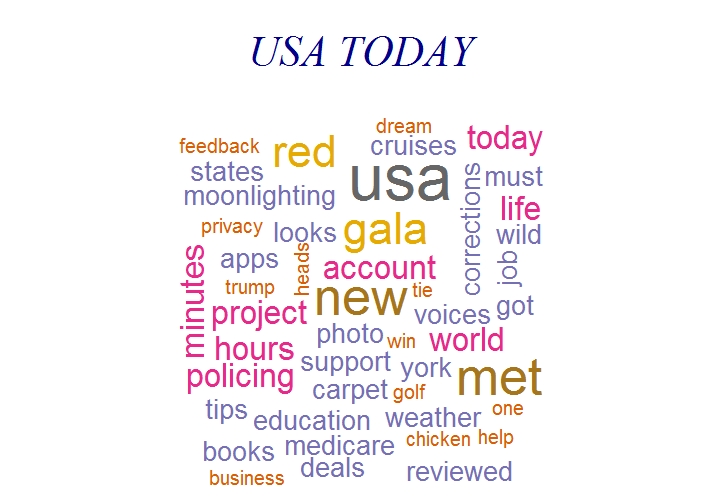 USA TODAY
dream
feedback red cruises today
states usa must
moonlighting corrections life
privacy looks gala wild
apps heads account job
minutes trump new tie got
project voices
photo win world
hours support york met
policing carpet golf
tips education weather one
books medicare chicken help
business deals reviewed